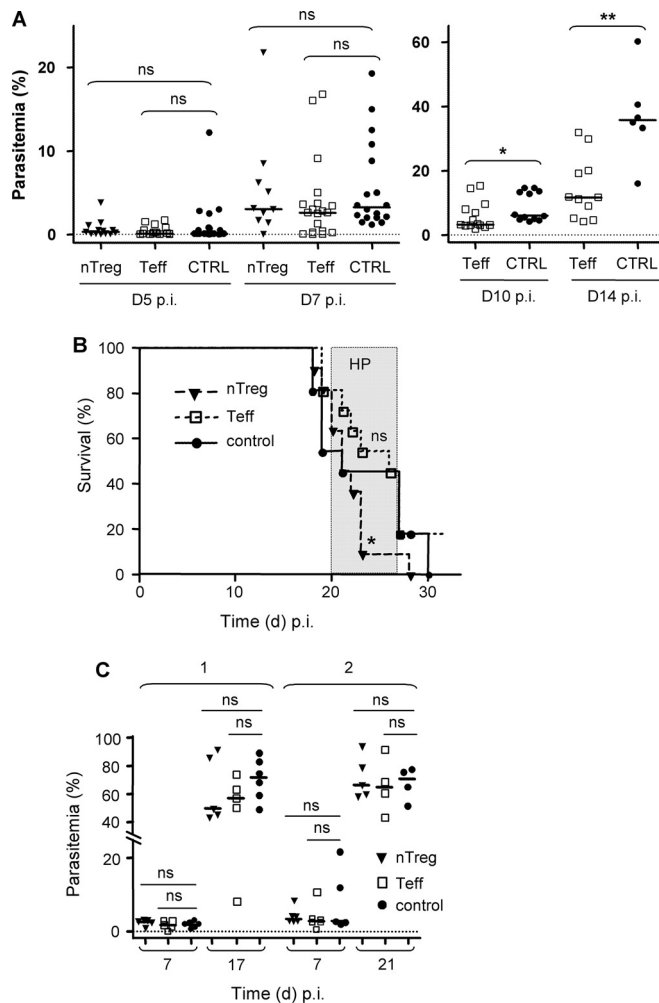 A
ns
ns
ns
ns
**
*
Parasitemia (%)
20
10
0
60
40
20
0
nTreg Teff CTRL nTreg Teff CTRL
D5 p.i. D7 p.i.
Teff CTRL Teff CTRL
D10 p.i. D14 p.i.
B
HP
nTreg
Teff
control
ns
*
Survival (%)
100
80
60
40
20
0
0 10 20 30
Time (d) p.i.
C
1 2
ns ns
ns ns
ns
ns
ns
ns
Parasitemia (%)
100
80
60
40
20
0
nTreg
Teff
control
7 17 7 21
Time (d) p.i.